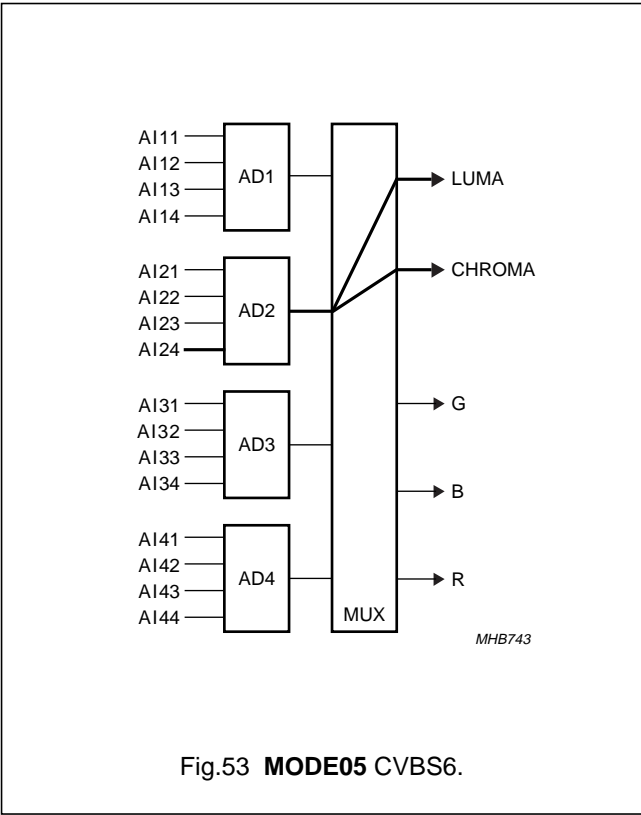 AI11
AI12
AI13
AI14
AD1
LUMA
AI21
AI22
AI23
AI24
AD2
CHROMA
AI31
AI32
AI33
AI34
AD3
G
B
AI41
AI42
AI43
AI44
AD4
R
MUX
MHB743
Fig.53 MODE05 CVBS6.